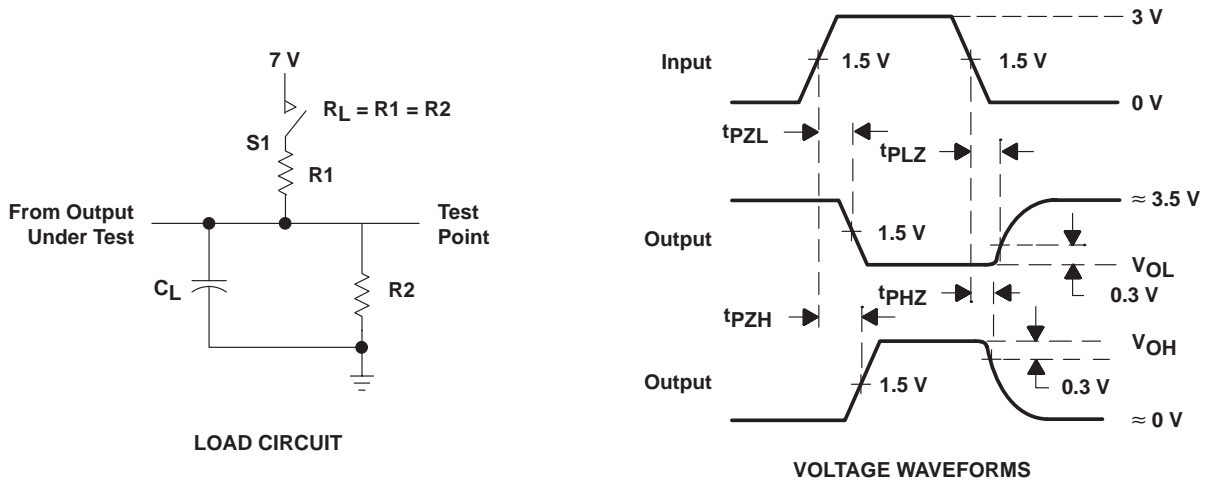 7 V
RL = R1 = R2
S1
R1
From Output
Under Test
Test
Point
CL
R2
LOAD CIRCUIT
3 V
Input
1.5 V
1.5 V
0 V
tPZL
tPLZ
≈ 3.5 V
Output
1.5 V
VOL
0.3 V
tPHZ
tPZH
VOH
Output
1.5 V
0.3 V
≈ 0 V
VOLTAGE WAVEFORMS